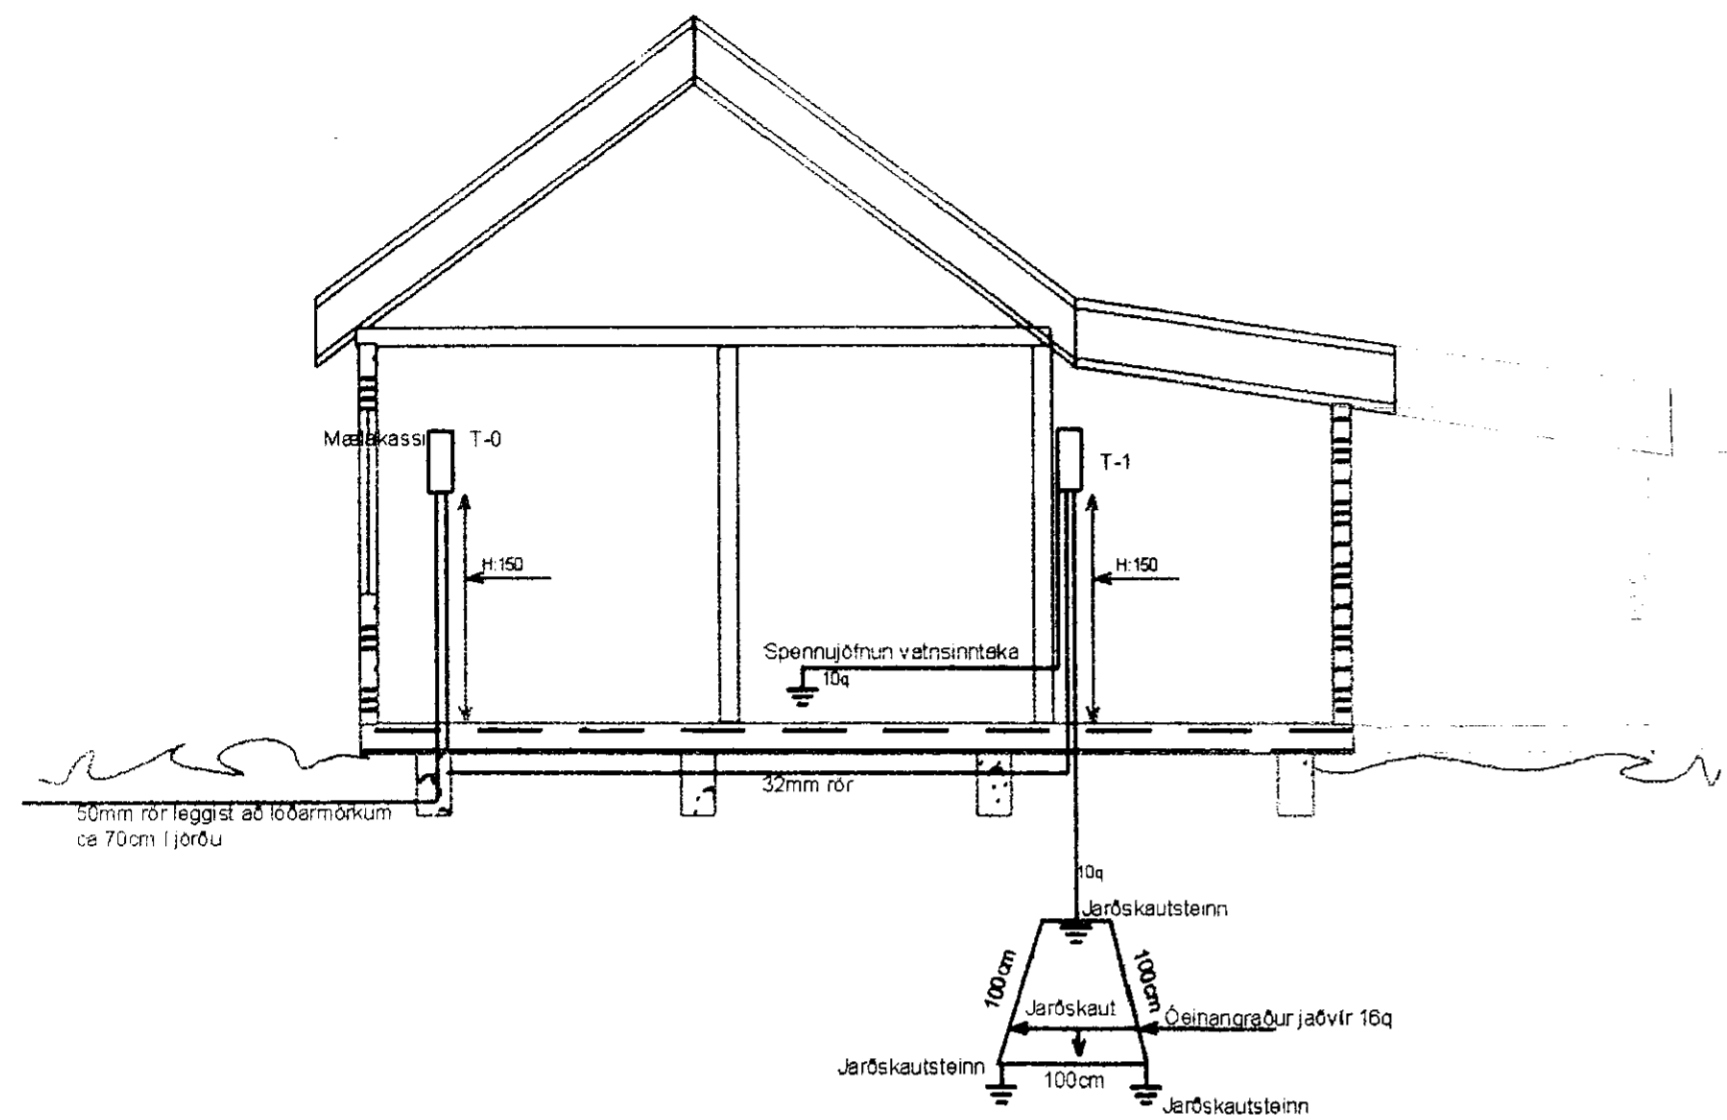 Mælakassi
T-0
T-1
H:150
H:150
Spennujöfnun vatnsinntaka
10q
32mm rör
50mm rör leggist að lóðarmörkum
ca 70cm í jörðu
10q
Jarðskautsteinn
100cm
100cm
Jarðskaut
Óeinangraður jaðvír 16q
Jarðskautsteinn
100cm
Jarðskautsteinn